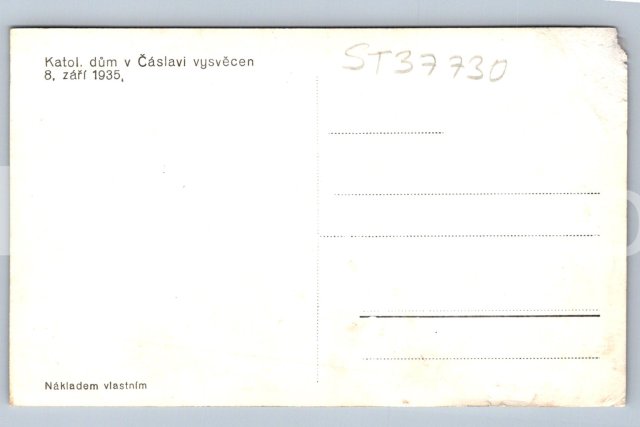 Katol. dům v Čáslavi vysvěcen
8, září 1935,
ST37730
Nákladem vlastním